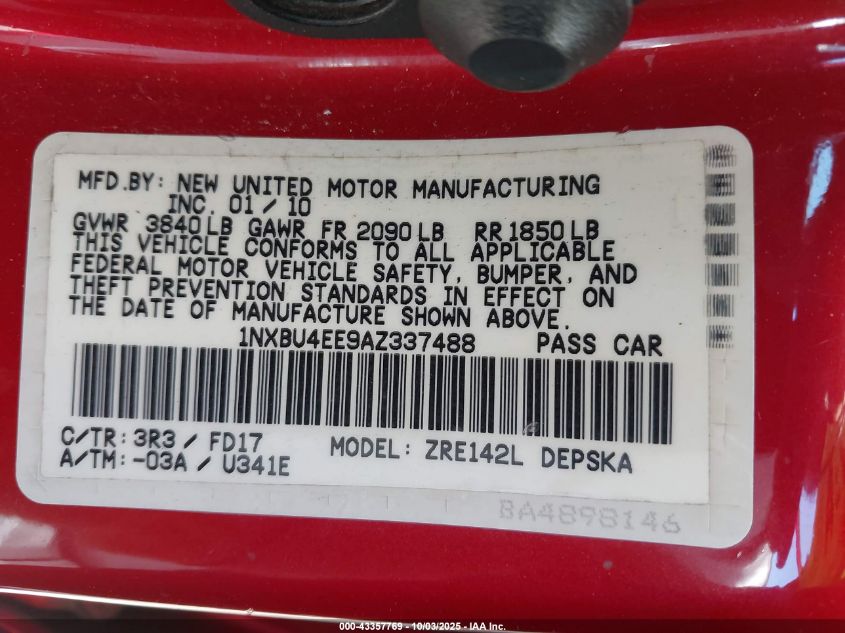 MFD.BY: NEW UNITED MOTOR MANUFACTURING
INC. 01 / 10
GVWR 3840 LB GAWR FR 2090 LB RR 1850 LB
THIS VEHICLE CONFORMS TO ALL APPLICABLE
FEDERAL MOTOR VEHICLE SAFETY, BUMPER, AND
THEFT PREVENTION STANDARDS IN EFFECT ON
THE DATE OF MANUFACTURE SHOWN ABOVE.
1NXBU4EE9AZ337488 PASS CAR
C/TR: 3R3 / FD17 MODEL: ZRE142L DEPSKA
A/TM: -03A / U341E
BA4898146
000-43357769 - 10/03/2025 - IAA Inc.